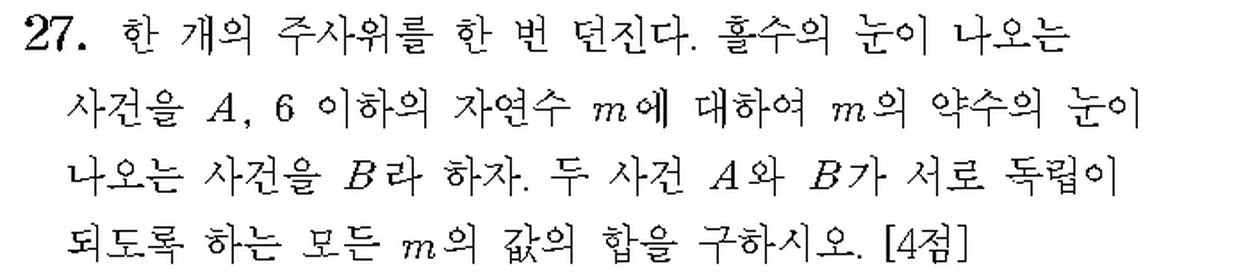 27. 한 개의 주사위를 한 번 던진다. 홀수의 눈이 나오는
사건을 A, 6 이하의 자연수 m에 대하여 m의 약수의 눈이
나오는 사건을 B라 하자. 두 사건 A와 B가 서로 독립이
되도록 하는 모든 m의 값의 합을 구하시오. [4점]